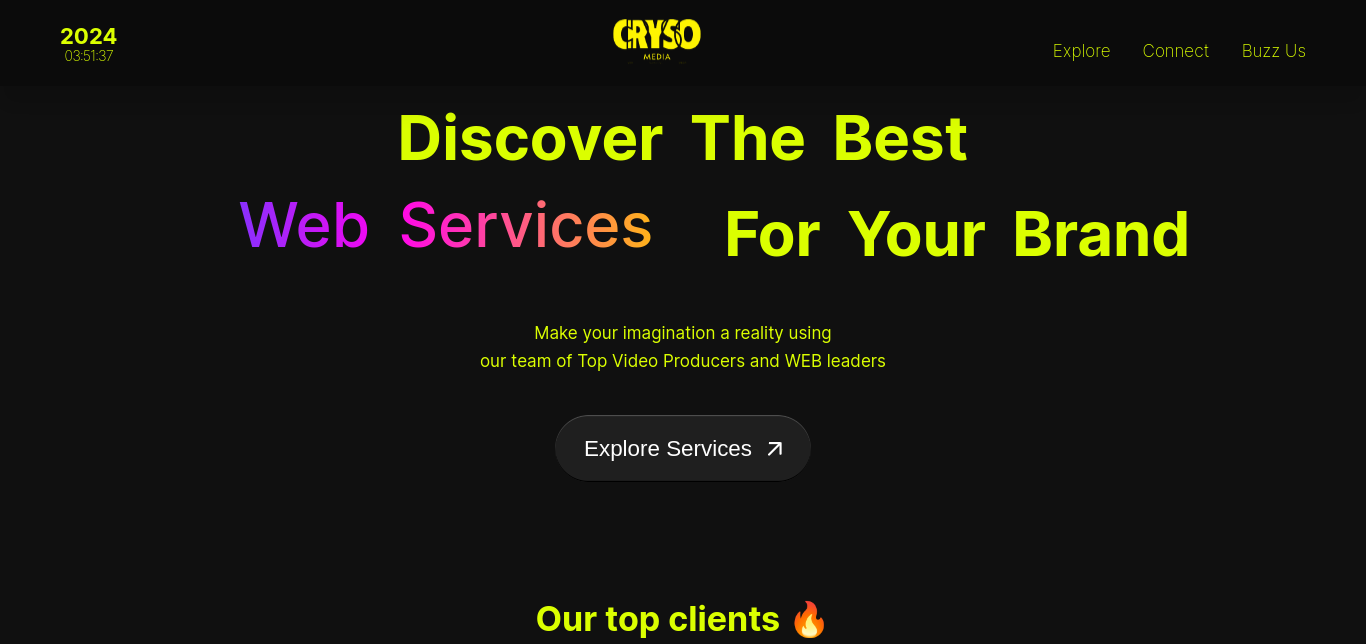 2024
03:51:37
CRYSO
MEDIA
Explore Connect Buzz Us
Discover The Best
Web Services For Your Brand
Make your imagination a reality using
our team of Top Video Producers and WEB leaders
Explore Services
Our top clients 🔥